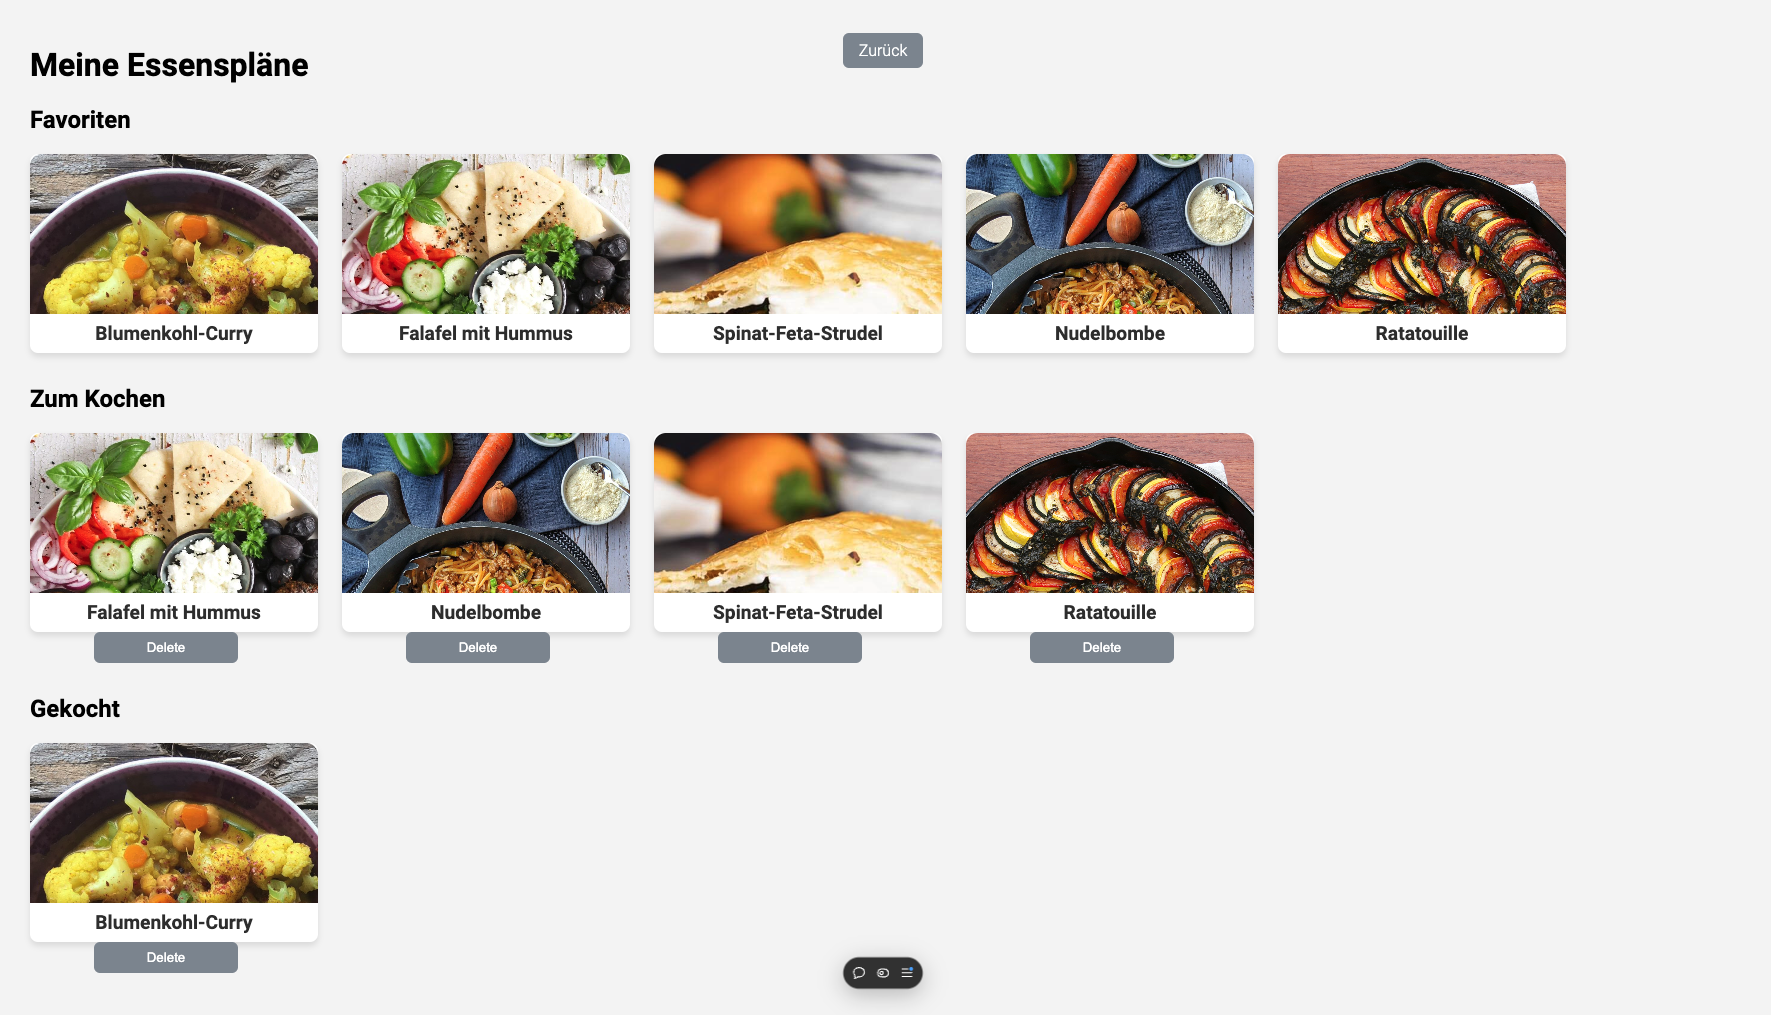 Zurück
Meine Essenspläne
Favoriten
Blumenkohl-Curry
Falafel mit Hummus
Spinat-Feta-Strudel
Nudelbombe
Ratatouille
Zum Kochen
Falafel mit Hummus
Nudelbombe
Spinat-Feta-Strudel
Ratatouille
Delete
Delete
Delete
Delete
Gekocht
Blumenkohl-Curry
Delete